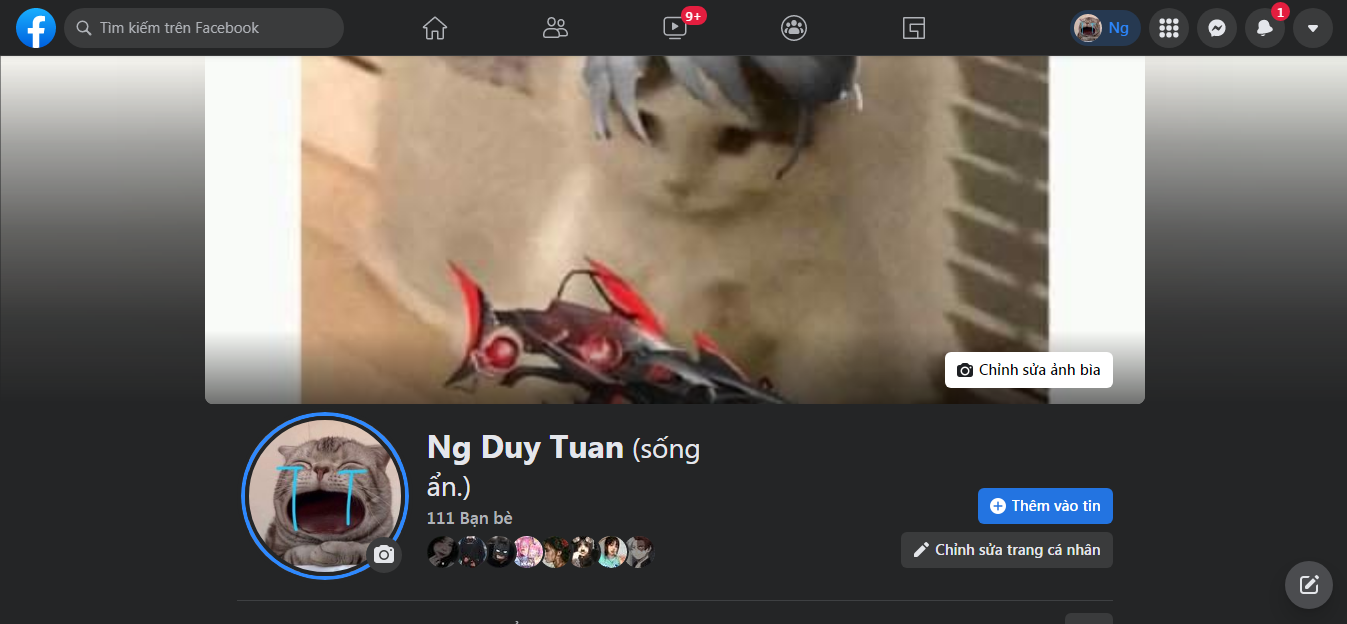 Tìm kiếm trên Facebook
9+
Ng
1
Chỉnh sửa ảnh bìa
Ng Duy Tuan (sống
ẩn.)
111 Bạn bè
Thêm vào tin
Chỉnh sửa trang cá nhân